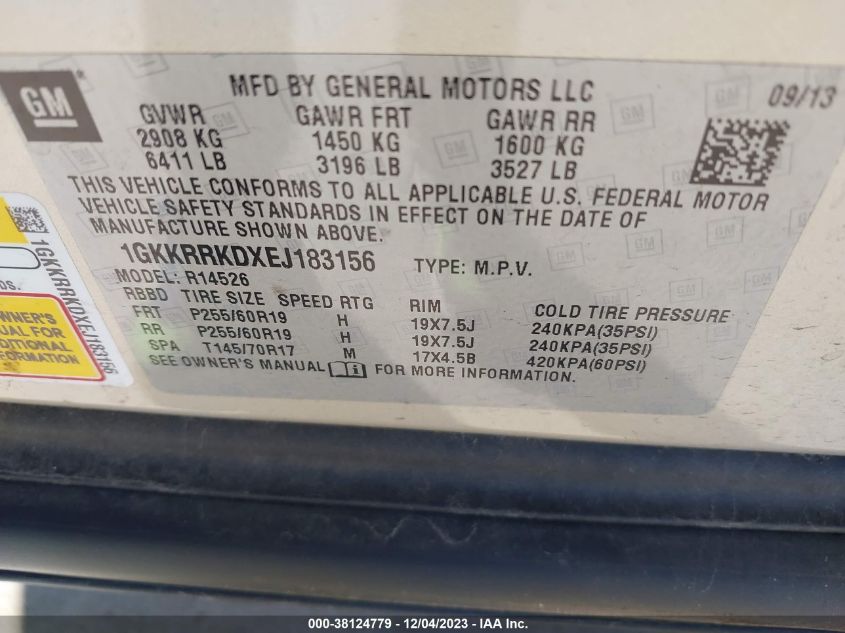 GM
MFD BY GENERAL MOTORS LLC
09/13
GVWR GAWR FRT GAWR RR
2908 KG 1450 KG 1600 KG
6411 LB 3196 LB 3527 LB
THIS VEHICLE CONFORMS TO ALL APPLICABLE U.S. FEDERAL MOTOR
VEHICLE SAFETY STANDARDS IN EFFECT ON THE DATE OF
MANUFACTURE SHOWN ABOVE.
1GKKRRKDXEJ183156 TYPE: M.P.V.
MODEL: R14526
RBBD TIRE SIZE SPEED RTG RIM COLD TIRE PRESSURE
FRT P255/60R19 H 19X7.5J 240KPA(35PSI)
RR P255/60R19 H 19X7.5J 240KPA(35PSI)
SPA T145/70R17 M 17X4.5B 420KPA(60PSI)
SEE OWNER'S MANUAL FOR MORE INFORMATION.
1GKKRRKDXEJ183156
OWNER'S
MANUAL FOR
INFORMATION
000-38124779 - 12/04/2023 - IAA Inc.